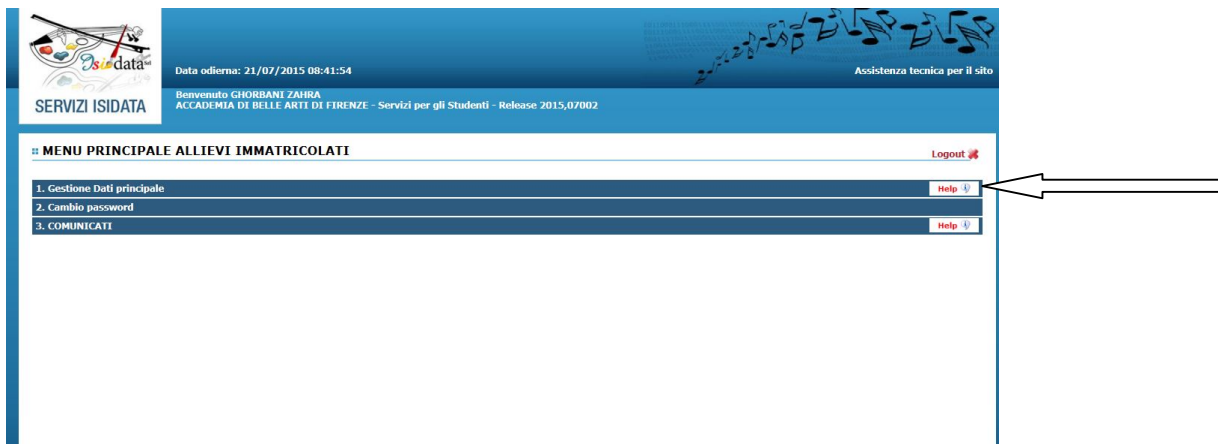 Isidata Srl
SERVIZI ISIDATA
Data odierna: 21/07/2015 08:41:54
Assistenza tecnica per il sito
Benvenuto GHORBANI ZAHRA
ACCADEMIA DI BELLE ARTI DI FIRENZE - Servizi per gli Studenti - Release 2015,07002
MENU PRINCIPALE ALLIEVI IMMATRICOLATI
Logout
1. Gestione Dati principale
Help
2. Cambio password
3. COMUNICATI
Help